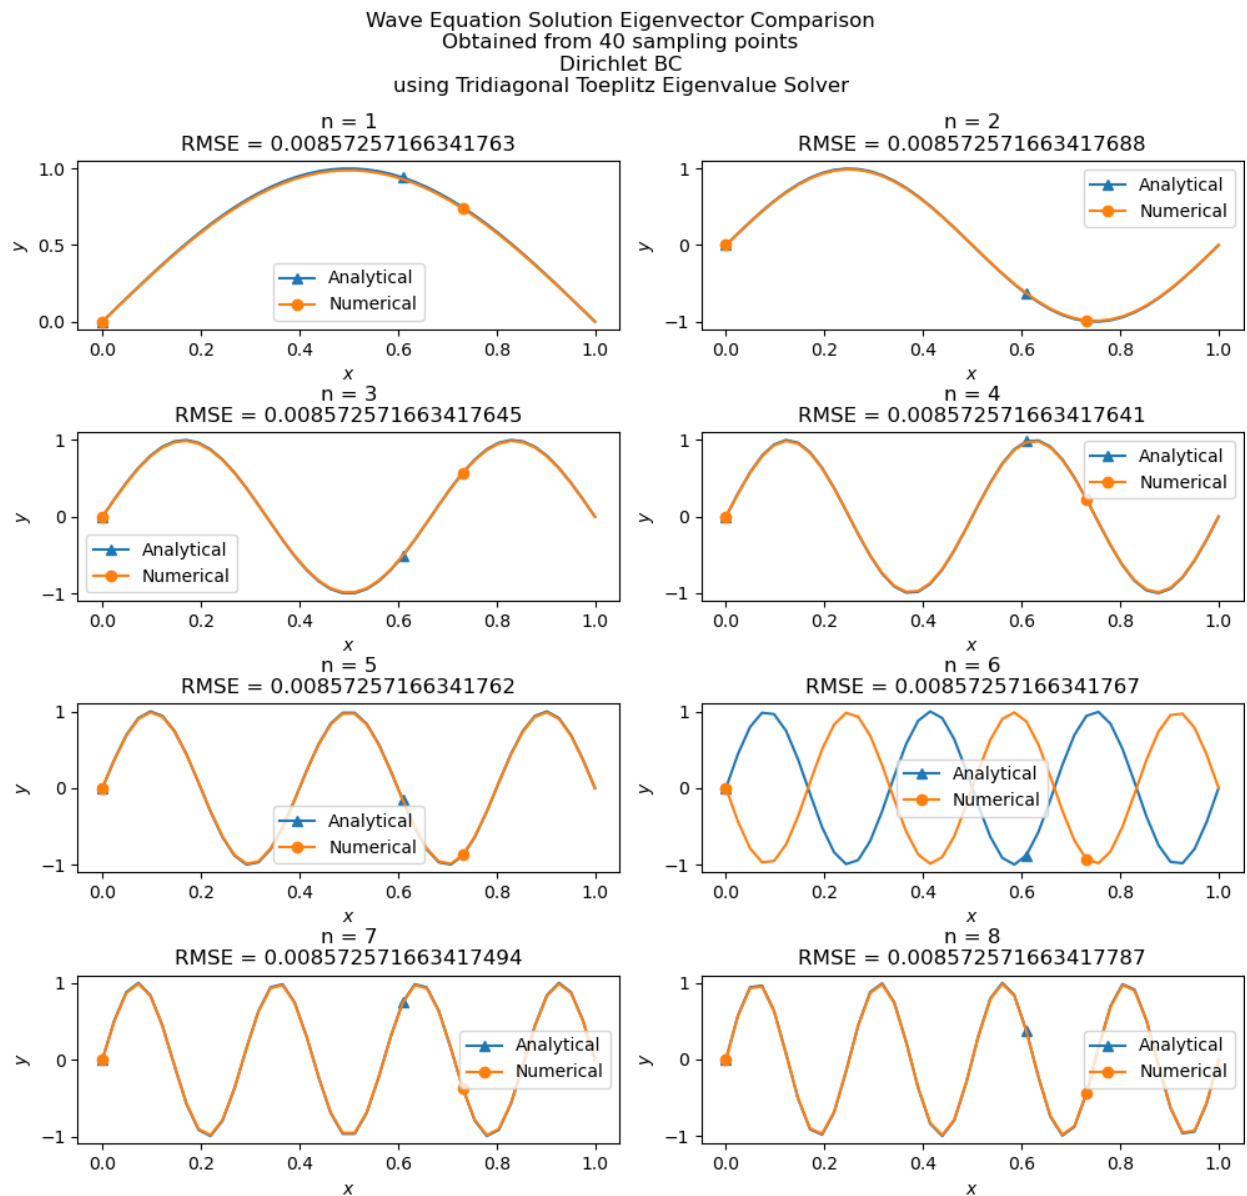 Wave Equation Solution Eigenvector Comparison
Obtained from 40 sampling points
Dirichlet BC
using Tridiagonal Toeplitz Eigenvalue Solver
n = 1
RMSE = 0.00857257166341763
1.0
0.5
0.0
y
Analytical
Numerical
0.0 0.2 0.4 0.6 0.8 1.0
x
n = 2
RMSE = 0.008572571663417688
1
0
−1
y
Analytical
Numerical
0.0 0.2 0.4 0.6 0.8 1.0
x
n = 3
RMSE = 0.008572571663417645
1
0
−1
y
Analytical
Numerical
0.0 0.2 0.4 0.6 0.8 1.0
x
n = 4
RMSE = 0.008572571663417641
1
0
−1
y
Analytical
Numerical
0.0 0.2 0.4 0.6 0.8 1.0
x
n = 5
RMSE = 0.00857257166341762
1
0
−1
y
Analytical
Numerical
0.0 0.2 0.4 0.6 0.8 1.0
x
n = 6
RMSE = 0.00857257166341767
1
0
−1
y
Analytical
Numerical
0.0 0.2 0.4 0.6 0.8 1.0
x
n = 7
RMSE = 0.008572571663417494
1
0
−1
y
Analytical
Numerical
0.0 0.2 0.4 0.6 0.8 1.0
x
n = 8
RMSE = 0.008572571663417787
1
0
−1
y
Analytical
Numerical
0.0 0.2 0.4 0.6 0.8 1.0
x